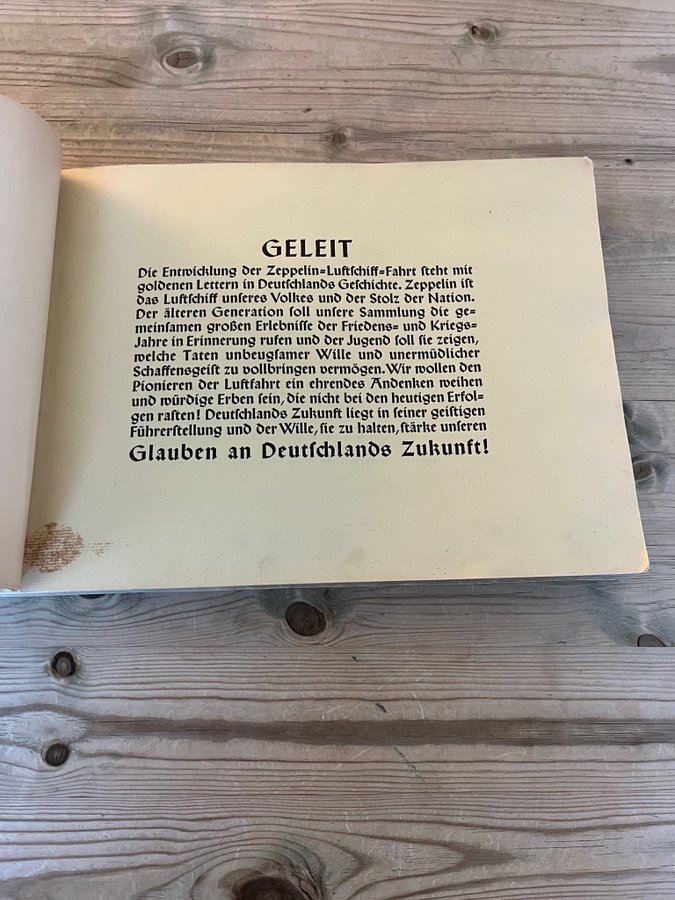 GELEIT
Die Entwicklung der Zeppelin=Luftſchiff=Fahrt ſteht mit
goldenen Lettern in Deutſchlands Geſchichte. Zeppelin iſt
das Luftſchiff unſeres Volkes und der Stolz der Nation.
Der älteren Generation ſoll unſere Sammlung die ge=
meinſamen großen Erlebniſſe der Friedens= und Kriegs=
Jahre in Erinnerung rufen und der Jugend ſoll ſie zeigen,
welche Taten unbeugſamer Wille und unermüdlicher
Schaffensgeiſt zu vollbringen vermögen. Wir wollen den
Pionieren der Luftfahrt ein ehrendes Andenken weihen
und würdige Erben ſein, die nicht bei den heutigen Erfol=
gen raſten! Deutſchlands Zukunft liegt in ſeiner geiſtigen
Führerſtellung und der Wille, ſie zu halten, ſtärke unſeren
Glauben an Deutſchlands Zukunft!